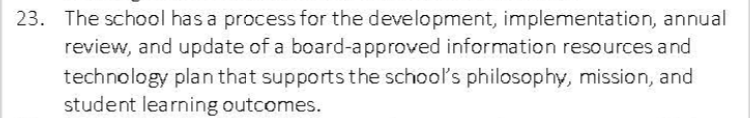 23. The school has a process for the development, implementation, annual
review, and update of a board-approved information resources and
technology plan that supports the school's philosophy, mission, and
student learning outcomes.